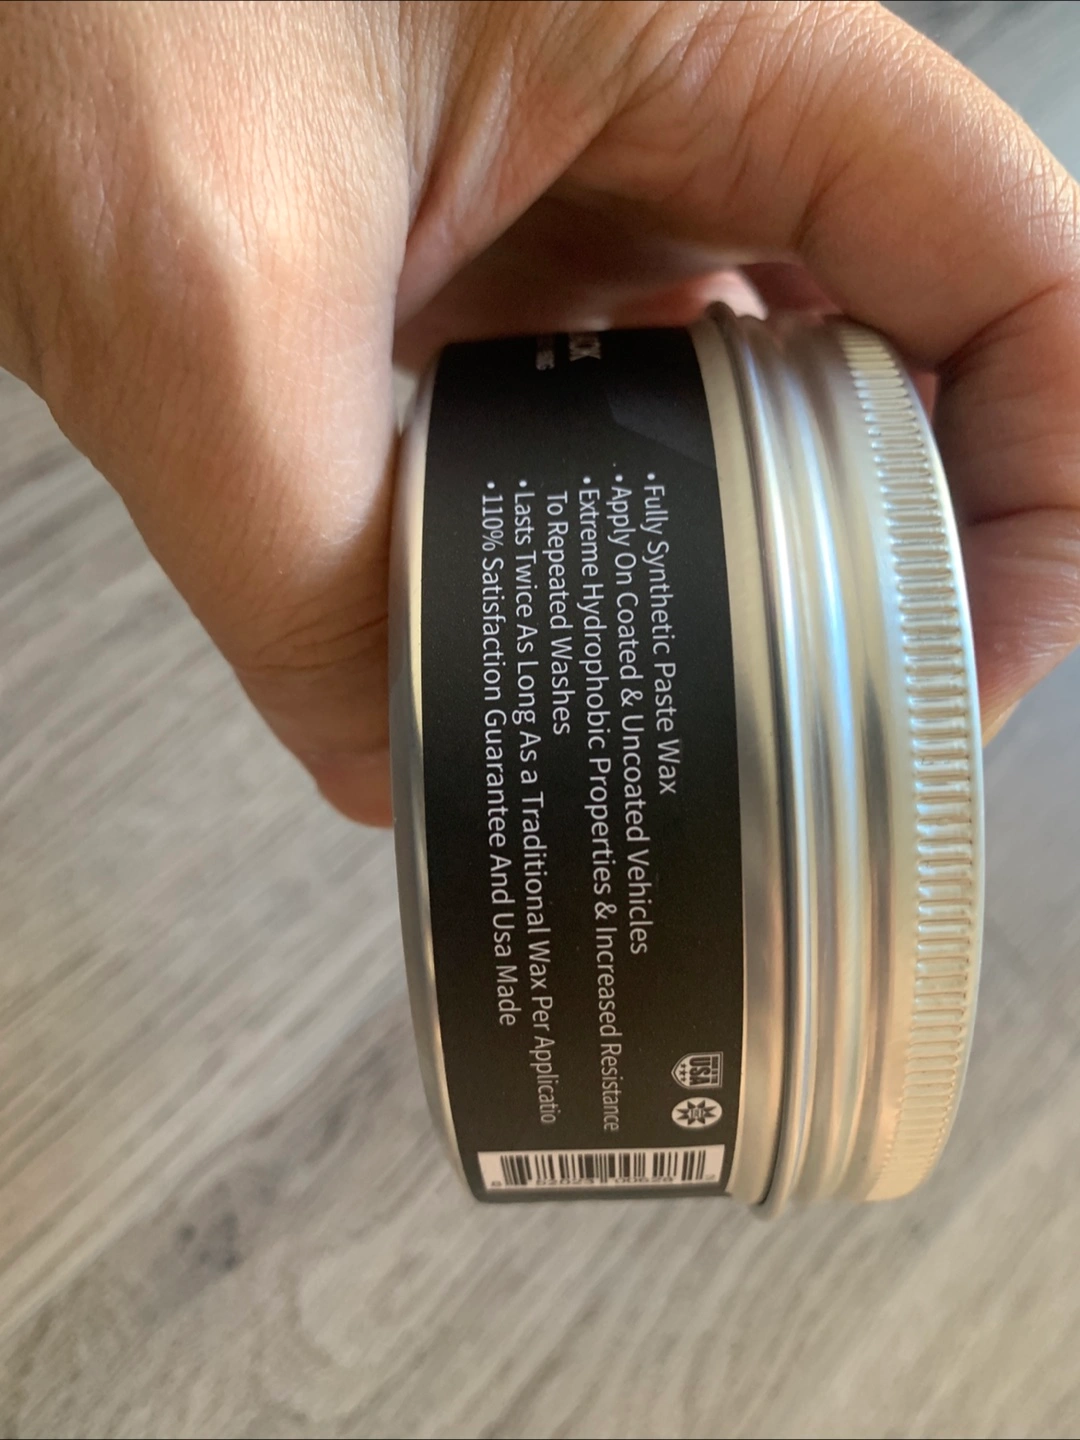 • Fully Synthetic Paste Wax
• Apply On Coated & Uncoated Vehicles
• Extreme Hydrophobic Properties & Increased Resistance
To Repeated Washes
• Lasts Twice As Long As a Traditional Wax Per Applicatio
• 110% Satisfaction Guarantee And Usa Made
USA